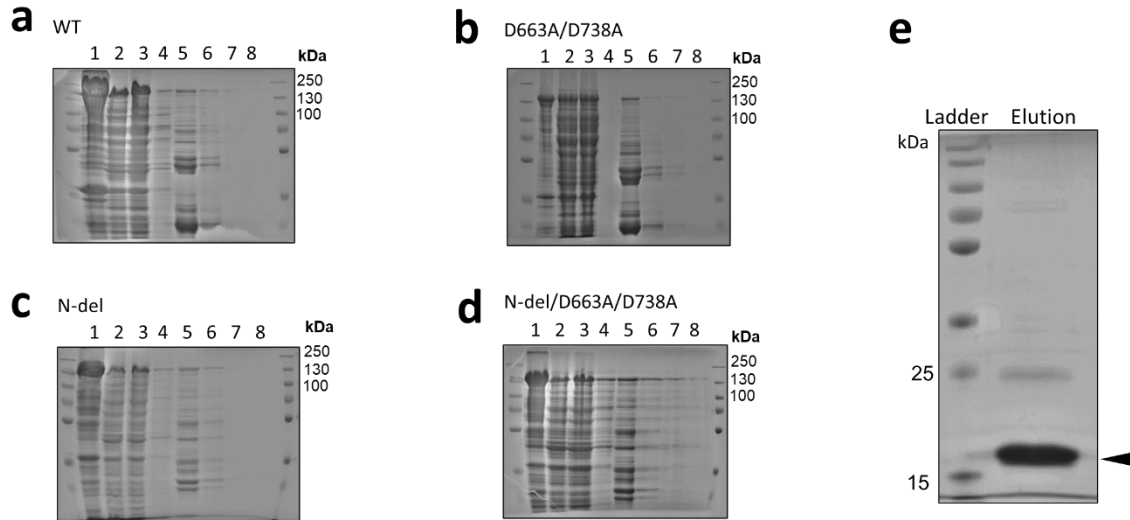 a WT
1 2 3 4 5 6 7 8 kDa
250
130
100
b D663A/D738A
1 2 3 4 5 6 7 8 kDa
250
130
100
c N-del
1 2 3 4 5 6 7 8 kDa
250
130
100
d N-del/D663A/D738A
1 2 3 4 5 6 7 8 kDa
250
130
100
e
Ladder Elution
kDa
25
15